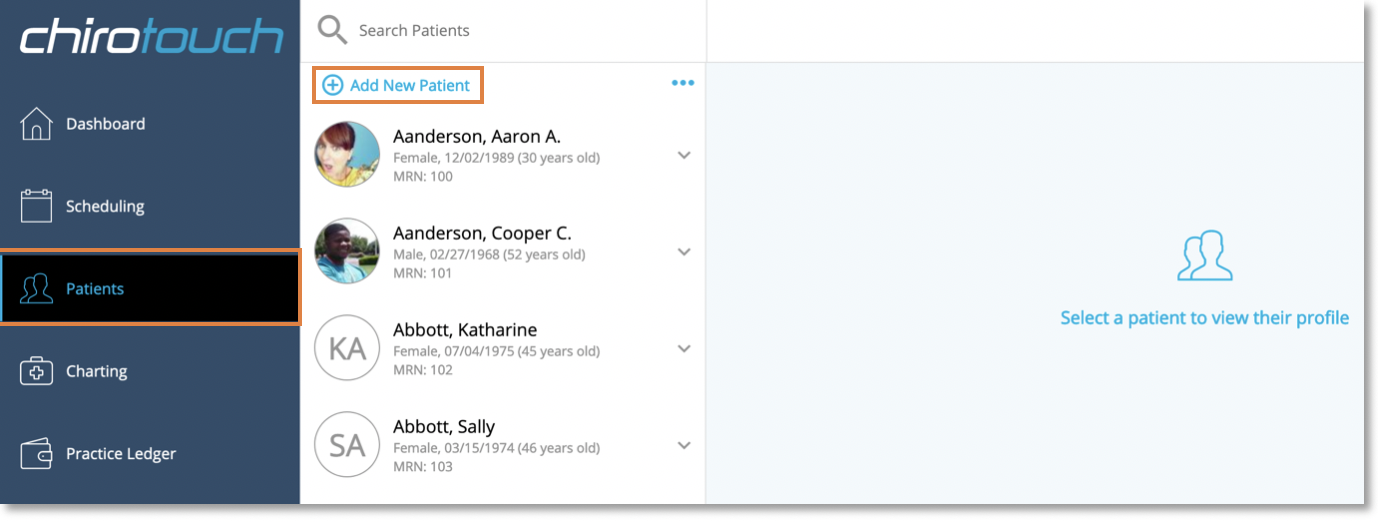 chirotouch
Dashboard
Scheduling
Patients
Charting
Practice Ledger
Search Patients
Add New Patient
Aanderson, Aaron A.
Female, 12/02/1989 (30 years old)
MRN: 100
Aanderson, Cooper C.
Male, 02/27/1968 (52 years old)
MRN: 101
KA
Abbott, Katharine
Female, 07/04/1975 (45 years old)
MRN: 102
SA
Abbott, Sally
Female, 03/15/1974 (46 years old)
MRN: 103
Select a patient to view their profile